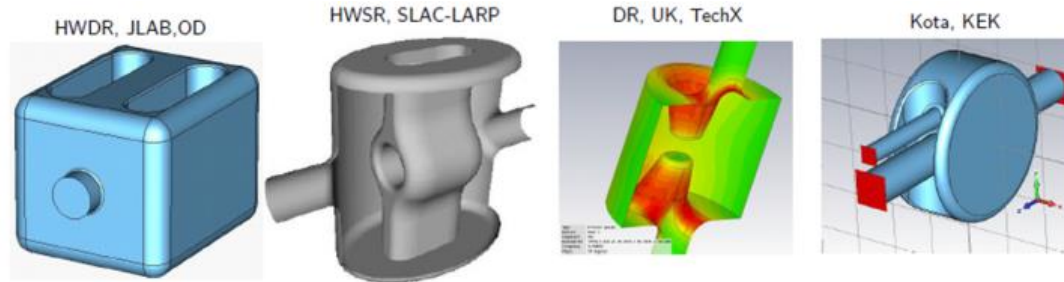 HWDR, JLAB,OD
HWSR, SLAC-LARP
DR, UK, TechX
Kota, KEK